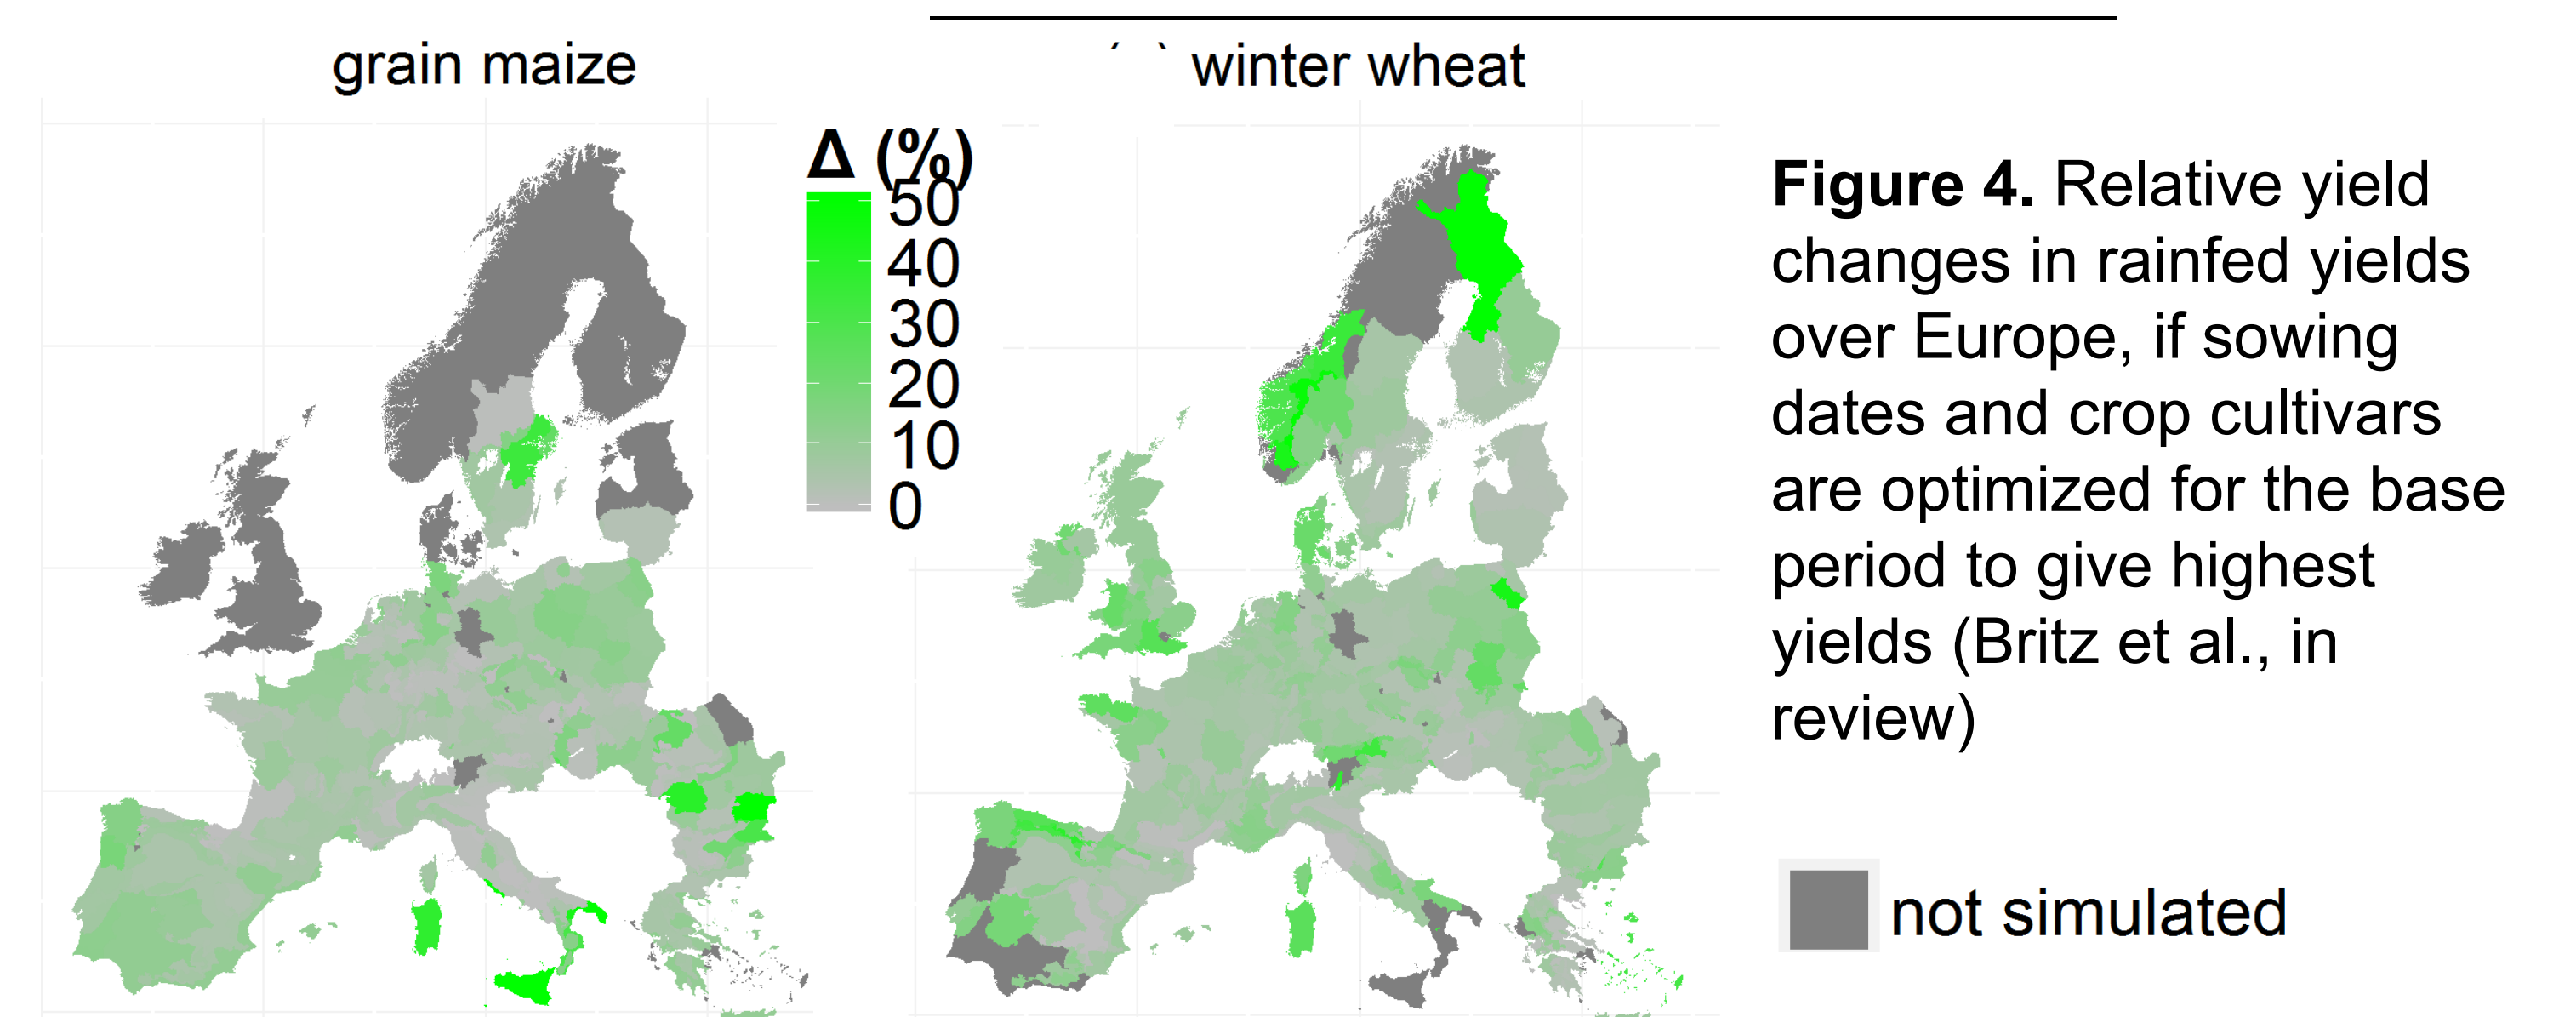 grain maize
winter wheat
Δ (%)
50
40
30
20
10
0
Figure 4. Relative yield
changes in rainfed yields
over Europe, if sowing
dates and crop cultivars
are optimized for the base
period to give highest
yields (Britz et al., in
review)
not simulated